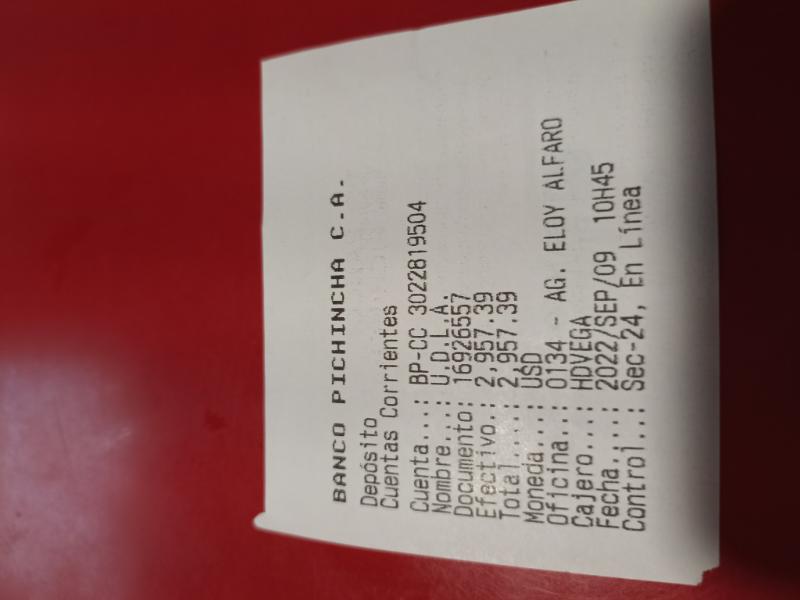 BANCO PICHINCHA C.A.
Depósito
Cuentas Corrientes
Cuenta...: BP-CC 3022819504
Nombre...: U.D.L.A.
Documento: 16926557
Efectivo.: 2,957.39
Total....: 2,957.39
Moneda...: USD
Oficina..: 0134 - AG. ELOY ALFARO
Cajero...: HDVEGA
Fecha....: 2022/SEP/09 10H45
Control..: Sec-24, En Línea